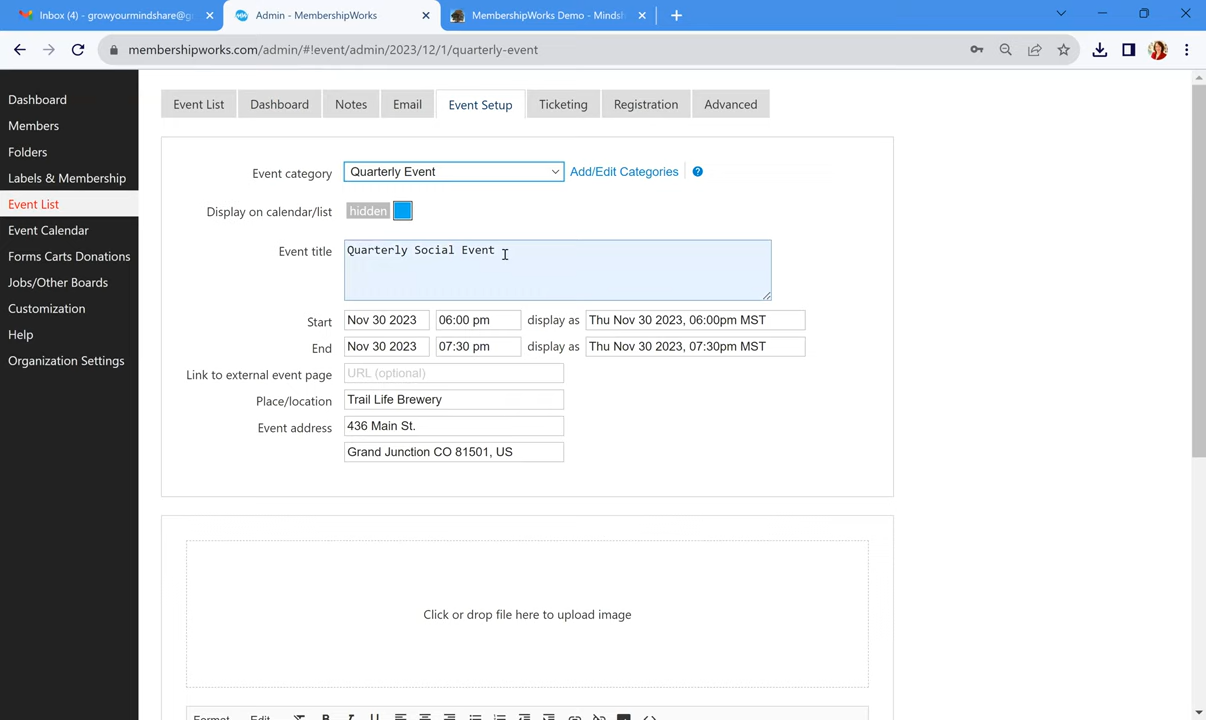 Inbox (4) - growyourmindshare@g
Admin - MembershipWorks
MembershipWorks Demo - Mindsh
membershipworks.com/admin/#!event/admin/2023/12/1/quarterly-event
Dashboard
Members
Folders
Labels & Membership
Event List
Event Calendar
Forms Carts Donations
Jobs/Other Boards
Customization
Help
Organization Settings
Event List
Dashboard
Notes
Email
Event Setup
Ticketing
Registration
Advanced
Event category Quarterly Event Add/Edit Categories ?
Display on calendar/list hidden
Event title Quarterly Social Event
Start Nov 30 2023 06:00 pm display as Thu Nov 30 2023, 06:00pm MST
End Nov 30 2023 07:30 pm display as Thu Nov 30 2023, 07:30pm MST
Link to external event page URL (optional)
Place/location Trail Life Brewery
Event address 436 Main St.
Grand Junction CO 81501, US
Click or drop file here to upload image
Format Edit B I U